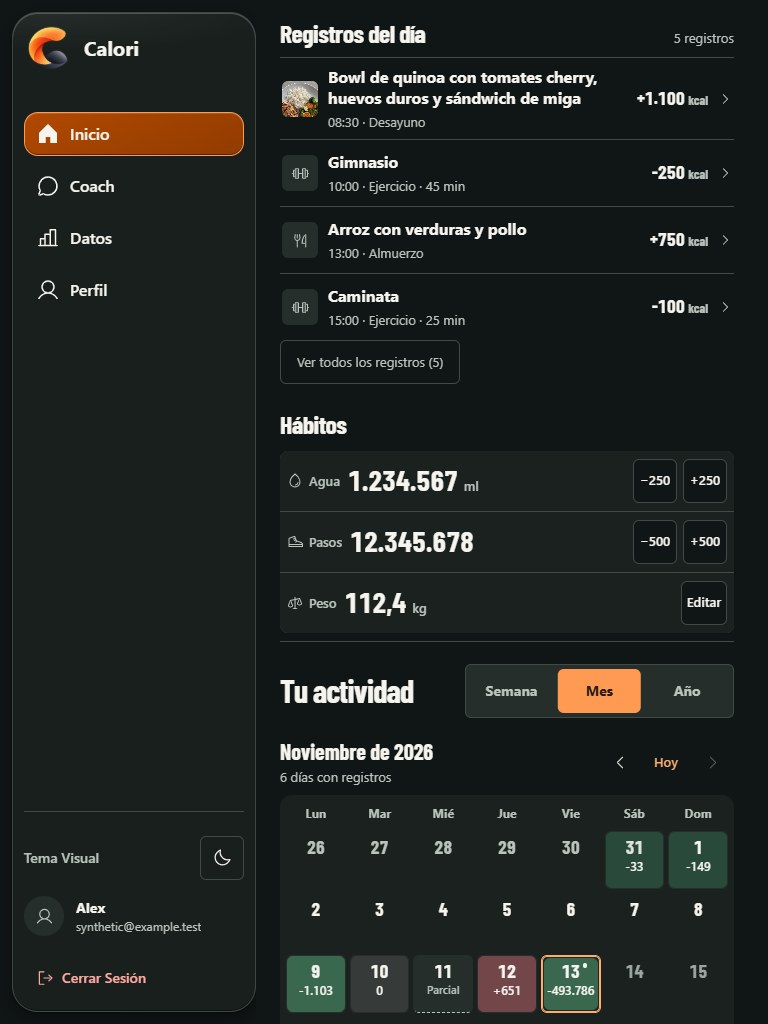 Calori
Inicio
Coach
Datos
Perfil
Tema Visual
Alex
synthetic@example.test
Cerrar Sesión
Registros del día
5 registros
Bowl de quinoa con tomates cherry,
huevos duros y sándwich de miga
08:30 · Desayuno
+1.100 kcal
Gimnasio
10:00 · Ejercicio · 45 min
-250 kcal
Arroz con verduras y pollo
13:00 · Almuerzo
+750 kcal
Caminata
15:00 · Ejercicio · 25 min
-100 kcal
Ver todos los registros (5)
Hábitos
Agua 1.234.567 ml −250 +250
Pasos 12.345.678 −500 +500
Peso 112,4 kg Editar
Tu actividad
Semana Mes Año
Noviembre de 2026
6 días con registros
Hoy
Lun Mar Mié Jue Vie Sáb Dom
26 27 28 29 30 31 1
-33 -149
2 3 4 5 6 7 8
9 10 11 12 13 14 15
-1.103 0 Parcial +651 -493.786